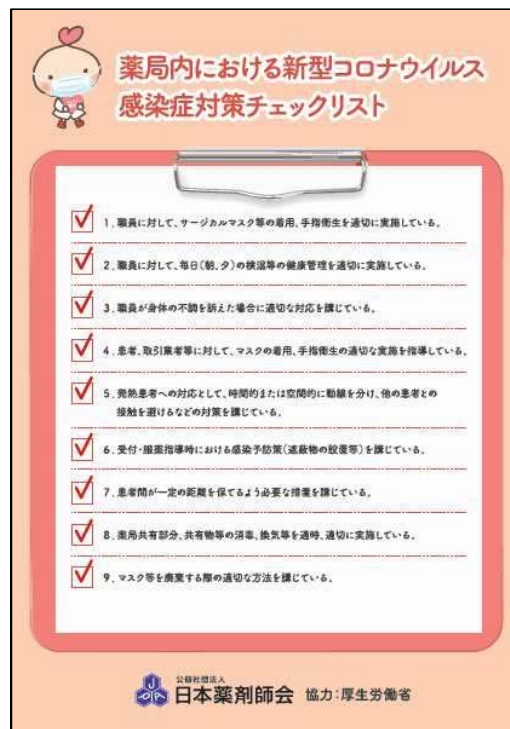 薬局内における新型コロナウイルス
感染症対策チェックリスト
1．職員に対して、サージカルマスク等の着用、手指衛生を適切に実施している。
2．職員に対して、毎日（朝、夕）の検温等の健康管理を適切に実施している。
3．職員が身体の不調を訴えた場合に適切な対応を講じている。
4．患者、取引業者等に対して、マスクの着用、手指衛生の適切な実施を指導している。
5．発熱患者への対応として、時間的または空間的に動線を分け、他の患者との
接触を避けるなどの対策を講じている。
6．受付・服薬指導時における感染予防策（遮蔽物の設置等）を講じている。
7．患者間が一定の距離を保てるよう必要な措置を講じている。
8．薬局共有部分、共有物等の消毒、換気等を適時、適切に実施している。
9．マスク等を廃棄する際の適切な方法を講じている。
公益社団法人
日本薬剤師会 協力：厚生労働省